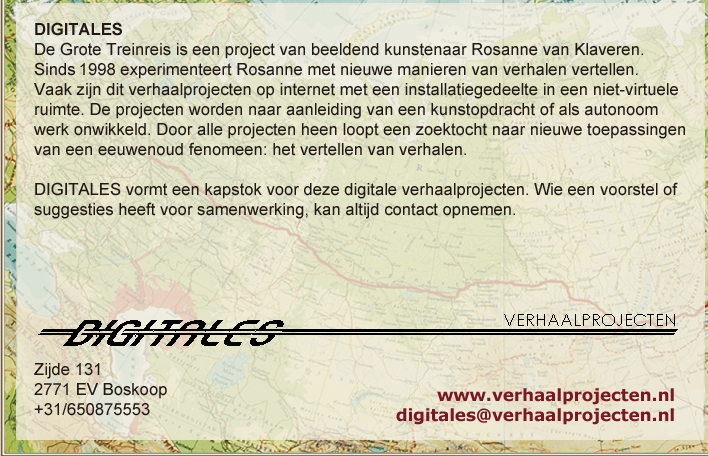 DIGITALES
De Grote Treinreis is een project van beeldend kunstenaar Rosanne van Klaveren.
Sinds 1998 experimenteert Rosanne met nieuwe manieren van verhalen vertellen.
Vaak zijn dit verhaalprojecten op internet met een installatiegedeelte in een niet-virtuele
ruimte. De projecten worden naar aanleiding van een kunstopdracht of als autonoom
werk onwikkeld. Door alle projecten heen loopt een zoektocht naar nieuwe toepassingen
van een eeuwenoud fenomeen: het vertellen van verhalen.
DIGITALES vormt een kapstok voor deze digitale verhaalprojecten. Wie een voorstel of
suggesties heeft voor samenwerking, kan altijd contact opnemen.
DIGITALES
VERHAALPROJECTEN
Zijde 131
2771 EV Boskoop
+31/650875553
www.verhaalprojecten.nl
digitales@verhaalprojecten.nl